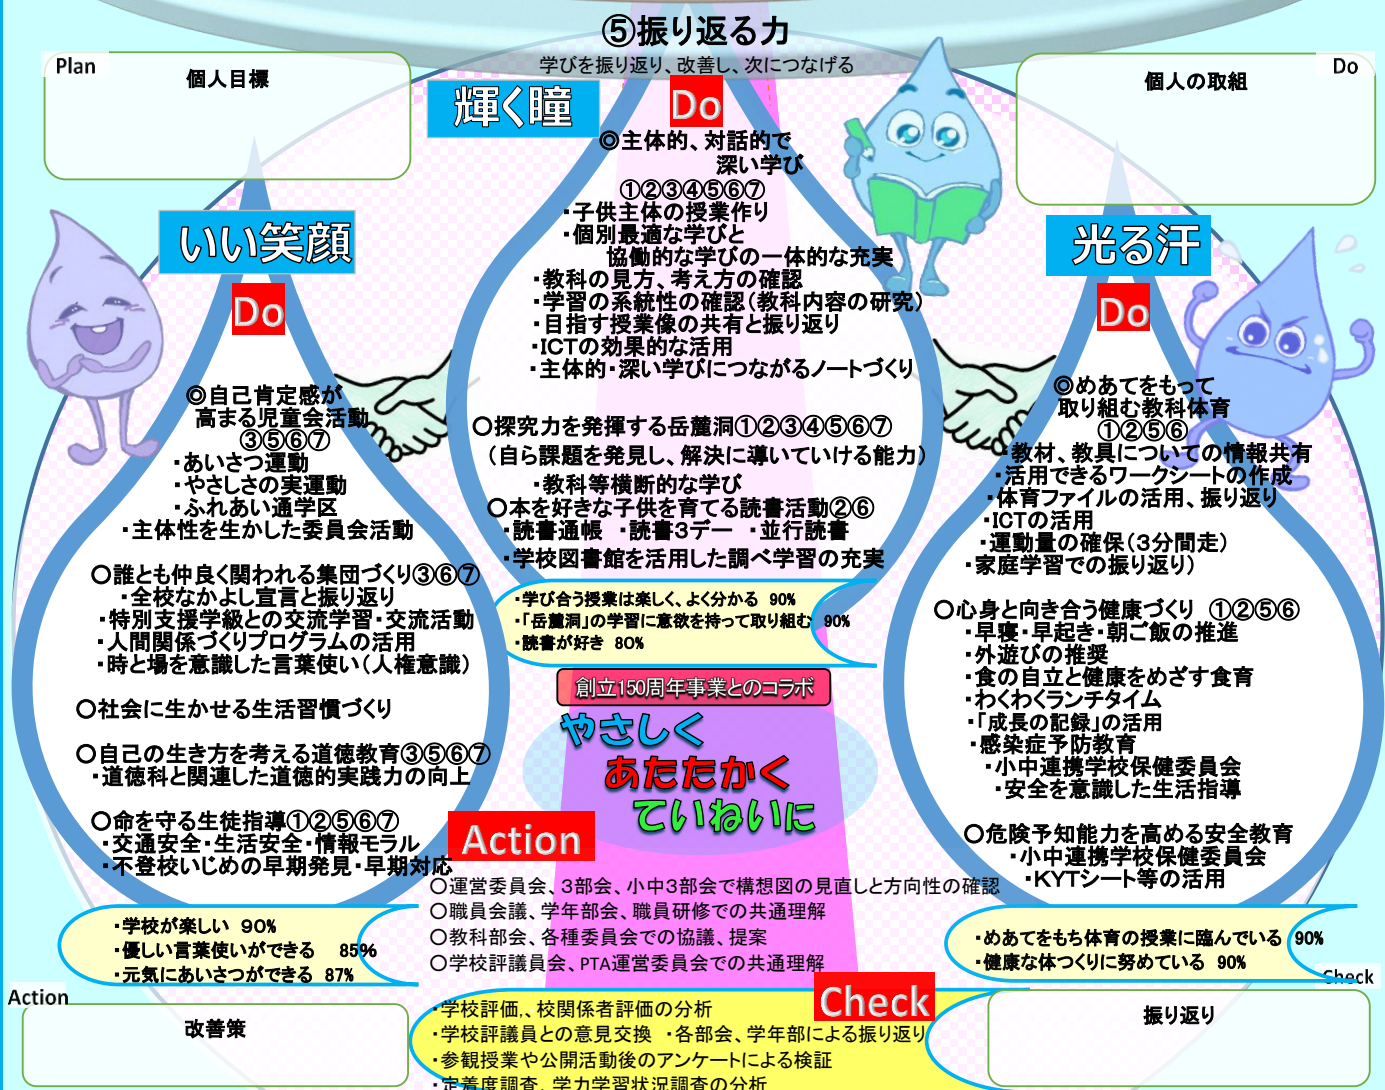 ⑤振り返る力
学びを振り返り、改善し、次につなげる
Plan
個人目標
Do
個人の取組
輝く瞳
Do
◎主体的、対話的で
深い学び
①②③④⑤⑥⑦
・子供主体の授業作り
・個別最適な学びと
協働的な学びの一体的な充実
・教科の見方、考え方の確認
・学習の系統性の確認（教科内容の研究）
・目指す授業像の共有と振り返り
・ICTの効果的な活用
・主体的・深い学びにつながるノートづくり
〇探究力を発揮する岳麓洞①②③④⑤⑥⑦
（自ら課題を発見し、解決に導いていける能力）
・教科等横断的な学び
〇本を好きな子供を育てる読書活動②⑥
・読書通帳　・読書3デー　・並行読書
・学校図書館を活用した調べ学習の充実
・学び合う授業は楽しく、よく分かる 90%
・「岳麓洞」の学習に意欲を持って取り組む 90%
・読書が好き 80%
いい笑顔
Do
◎自己肯定感が
高まる児童会活動
③⑤⑥⑦
・あいさつ運動
・やさしさの実運動
・ふれあい通学区
・主体性を生かした委員会活動
〇誰とも仲良く関われる集団づくり③⑥⑦
・全校なかよし宣言と振り返り
・特別支援学級との交流学習・交流活動
・人間関係づくりプログラムの活用
・時と場を意識した言葉使い（人権意識）
〇社会に生かせる生活習慣づくり
〇自己の生き方を考える道徳教育③⑤⑥⑦
・道徳科と関連した道徳的実践力の向上
〇命を守る生徒指導①②⑤⑥⑦
・交通安全・生活安全・情報モラル
・不登校いじめの早期発見・早期対応
・学校が楽しい 90%
・優しい言葉使いができる 85%
・元気にあいさつができる 87%
光る汗
Do
◎めあてをもって
取り組む教科体育
①②⑤⑥
・教材、教具についての情報共有
・活用できるワークシートの作成
・体育ファイルの活用、振り返り
・ICTの活用
・運動量の確保（3分間走）
・家庭学習での振り返り）
〇心身と向き合う健康づくり ①②⑤⑥
・早寝・早起き・朝ご飯の推進
・外遊びの推奨
・食の自立と健康をめざす食育
・わくわくランチタイム
・「成長の記録」の活用
・感染症予防教育
・小中連携学校保健委員会
・安全を意識した生活指導
〇危険予知能力を高める安全教育
・小中連携学校保健委員会
・KYTシート等の活用
・めあてをもち体育の授業に臨んでいる 90%
・健康な体つくりに努めている 90%
創立150周年事業とのコラボ
やさしく
あたたかく
ていねいに
Action
〇運営委員会、3部会、小中3部会で構想図の見直しと方向性の確認
〇職員会議、学年部会、職員研修での共通理解
〇教科部会、各種委員会での協議、提案
〇学校評議員会、PTA運営委員会での共通理解
Check
・学校評価,、校関係者評価の分析
・学校評議員との意見交換　・各部会、学年部による振り返り
・参観授業や公開活動後のアンケートによる検証
・定着度調査、学力学習状況調査の分析
Action
改善策
Check
振り返り